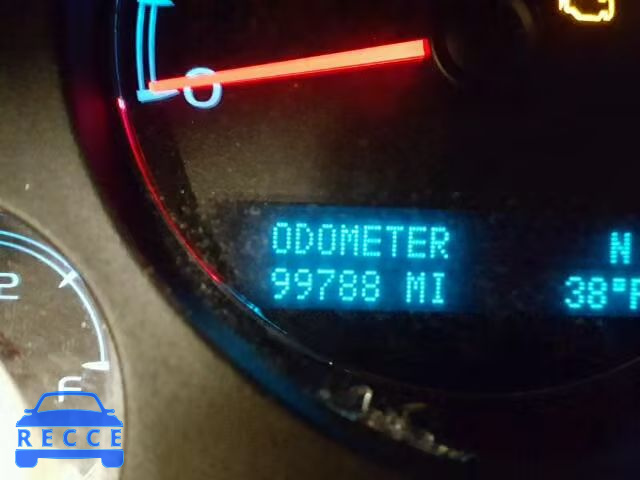 0
ODOMETER N
99788 MI 38°F
2
F
RECCE